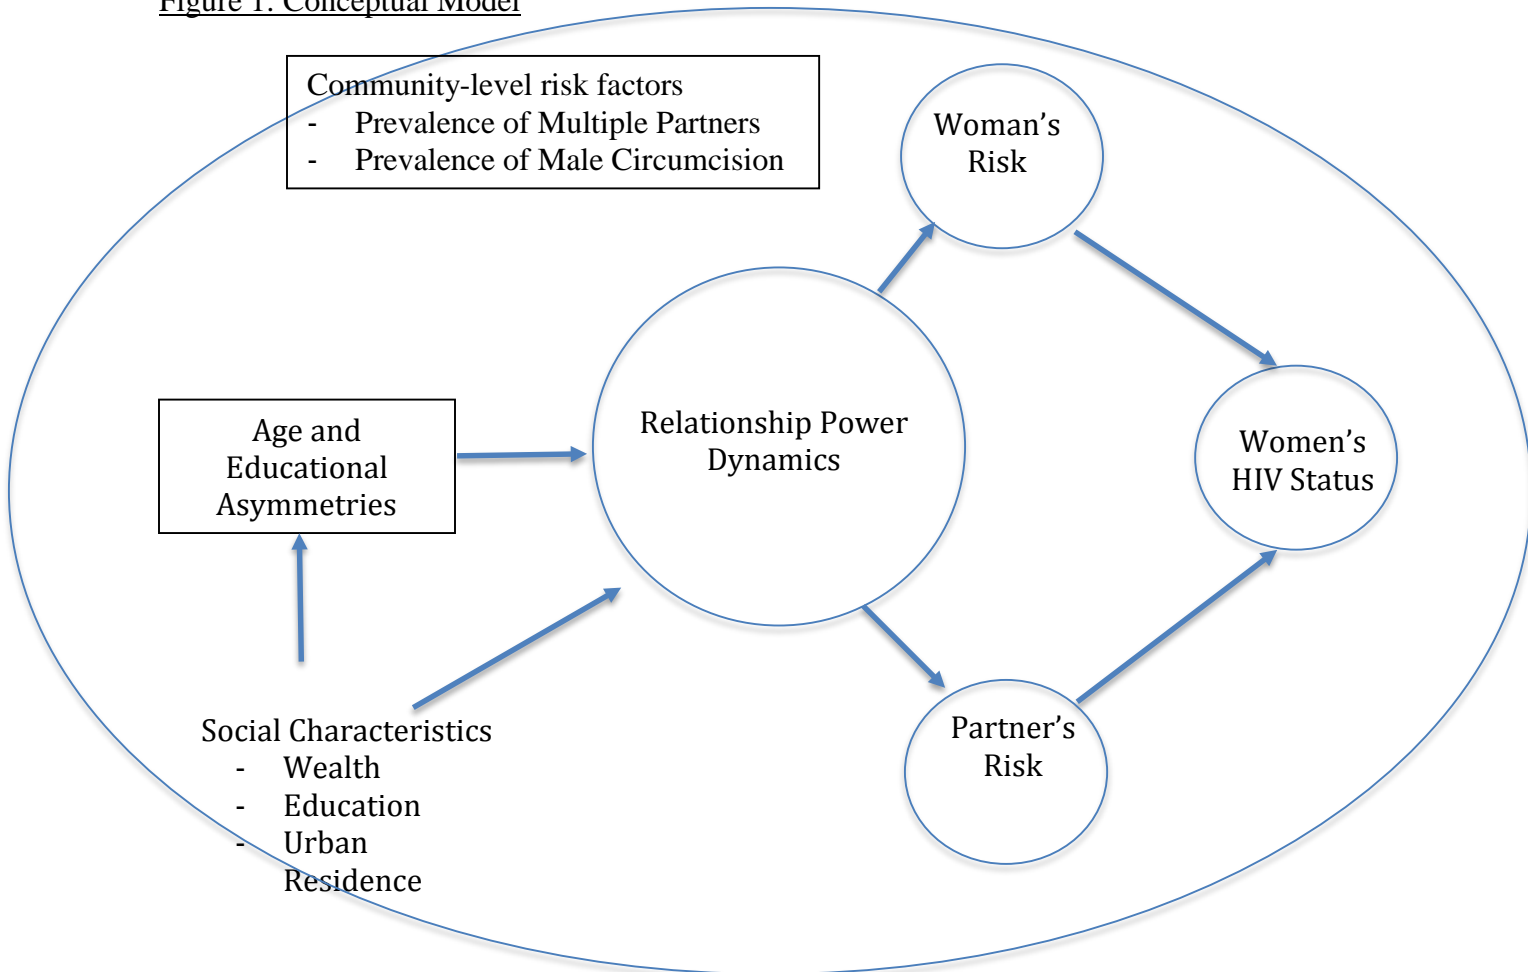 Figure 1. Conceptual Model
Community-level risk factors
- Prevalence of Multiple Partners
- Prevalence of Male Circumcision
Woman’s
Risk
Relationship Power
Dynamics
Age and
Educational
Asymmetries
Women’s
HIV Status
Social Characteristics
- Wealth
- Education
- Urban
Residence
Partner’s
Risk